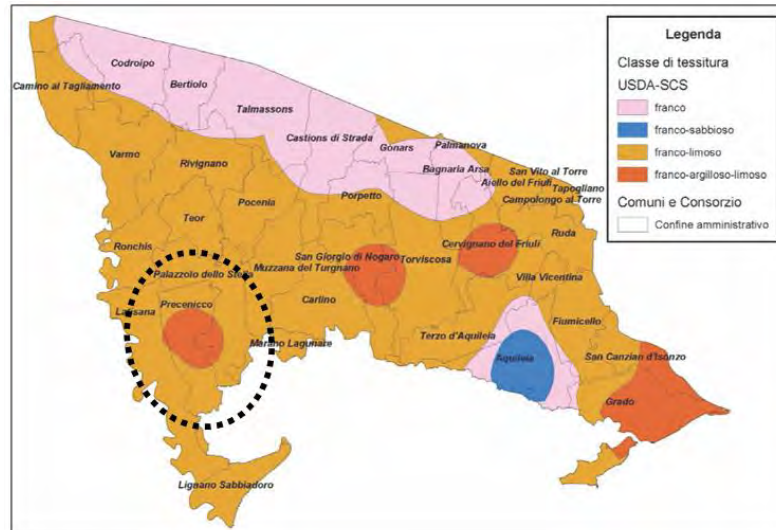 Legenda
Classe di tessitura
USDA-SCS
franco
franco-sabbioso
franco-limoso
franco-argilloso-limoso
Comuni e Consorzio
Confine amministrativo
Codroipo
Camino al Tagliamento
Bertiolo
Talmassons
Castions di Strada
Gonars
Palmanova
Bagnaria Arsa
San Vito al Torre
Aiello del Friuli
Tapogliano
Campolongo al Torre
Varmo
Rivignano
Pocenia
Porpetto
Teor
Ruda
Ronchis
Cervignano del Friuli
San Giorgio di Nogaro
Torviscosa
Muzzana del Turgnano
Palazzolo dello Stella
Villa Vicentina
Precenicco
Latisana
Carlino
Fiumicello
Terzo d'Aquileia
Marano Lagunare
Aquileia
San Canzian d'Isonzo
Grado
Lignano Sabbiadoro